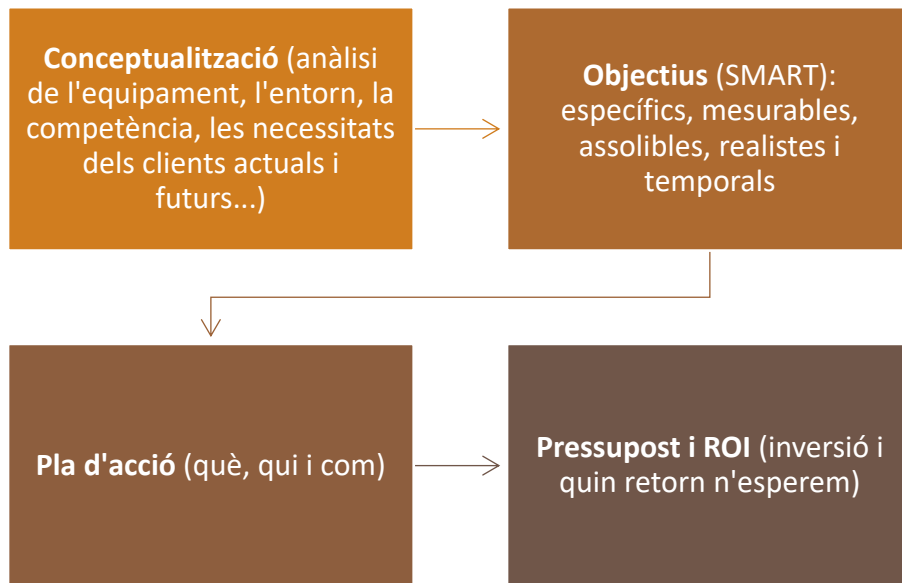 Conceptualització (anàlisi
de l'equipament, l'entorn, la
competència, les necessitats
dels clients actuals i
futurs...)
Objectius (SMART):
específics, mesurables,
assolibles, realistes i
temporals
Pla d'acció (què, qui i com)
Pressupost i ROI (inversió i
quin retorn n'esperem)